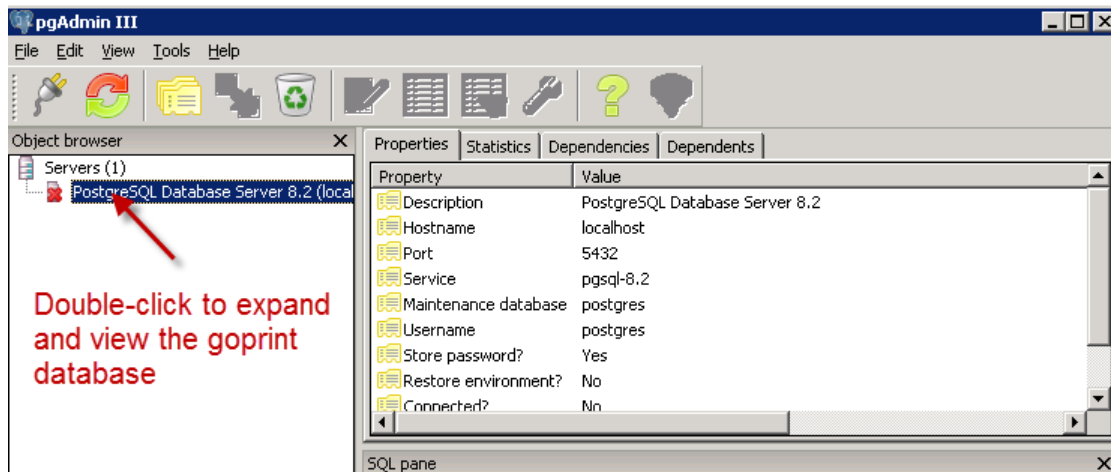 pgAdmin III
File Edit View Tools Help
Object browser
Servers (1)
PostgreSQL Database Server 8.2 (local
Double-click to expand
and view the goprint
database
Properties Statistics Dependencies Dependents
Property Value
Description PostgreSQL Database Server 8.2
Hostname localhost
Port 5432
Service pgsql-8.2
Maintenance database postgres
Username postgres
Store password? Yes
Restore environment? No
Connected? No
SQL pane